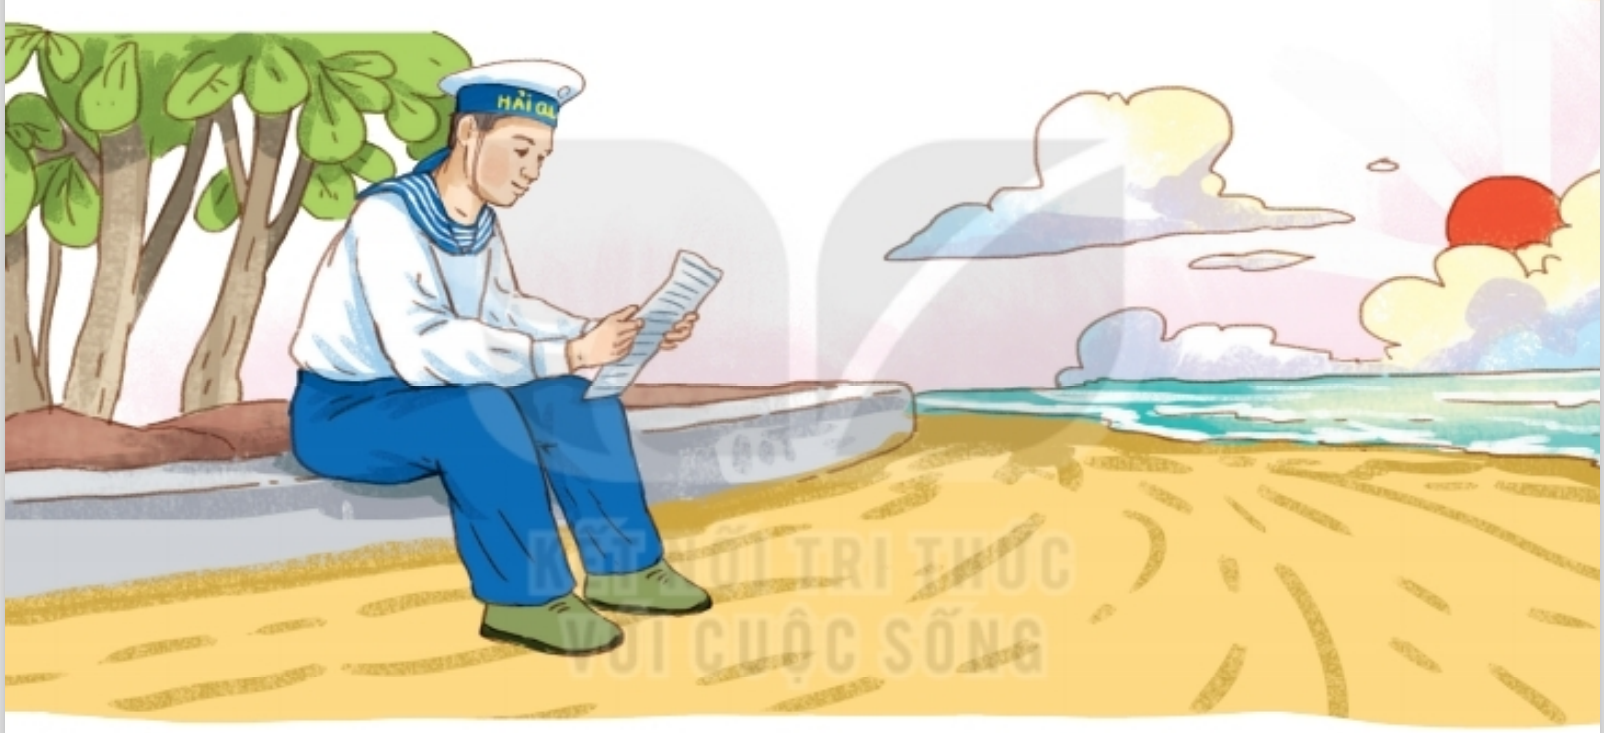 HẢI QU
KẾT NỐI TRI THỨC
VỚI CUỘC SỐNG